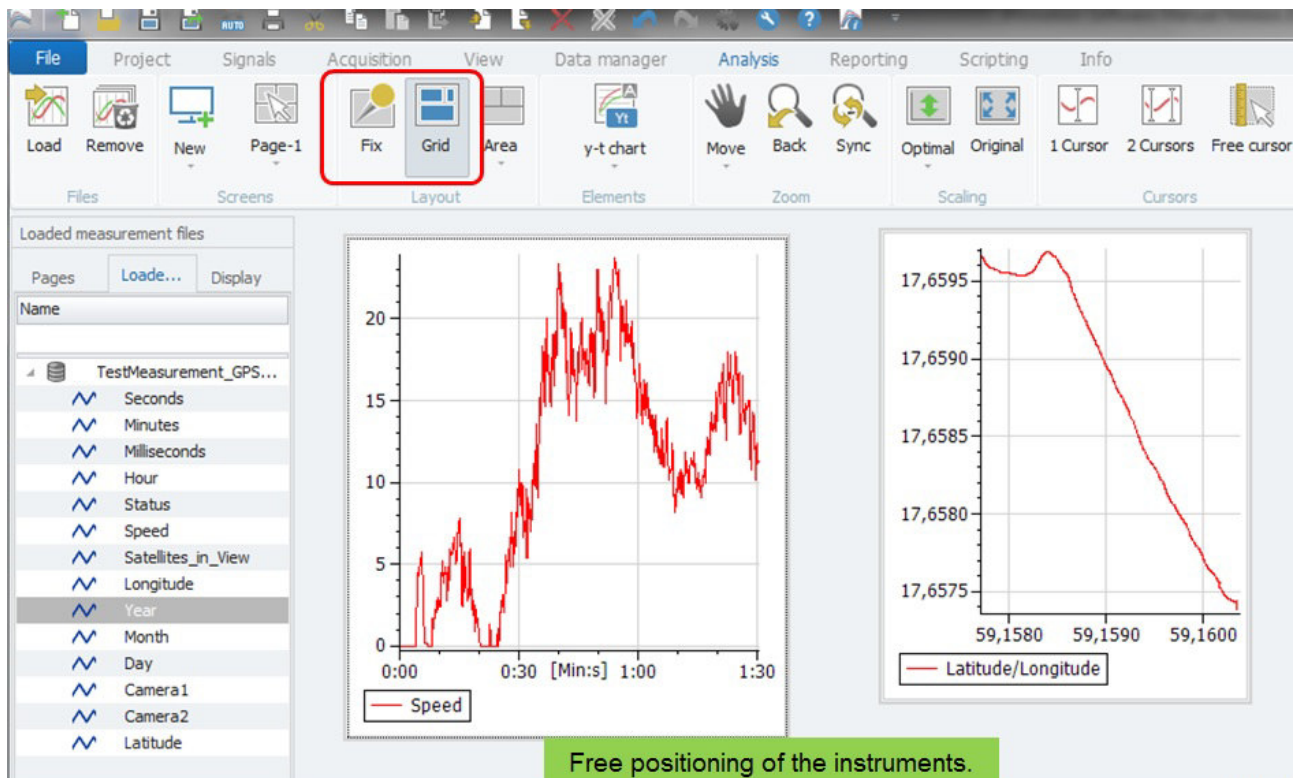 AUTO
File Project Signals Acquisition View Data manager Analysis Reporting Scripting Info
A
Yt
Load Remove New Page-1 Fix Grid Area y-t chart Move Back Sync Optimal Original 1 Cursor 2 Cursors Free cursor
Files Screens Layout Elements Zoom Scaling Cursors
Loaded measurement files
Pages Loade... Display
Name
TestMeasurement_GPS...
Seconds
Minutes
Milliseconds
Hour
Status
Speed
Satellites_in_View
Longitude
Year
Month
Day
Camera1
Camera2
Latitude
20
15
10
5
0
0:00 0:30 [Min:s] 1:00 1:30
Speed
17,6595
17,6590
17,6585
17,6580
17,6575
59,1580 59,1590 59,1600
Latitude/Longitude
Free positioning of the instruments.